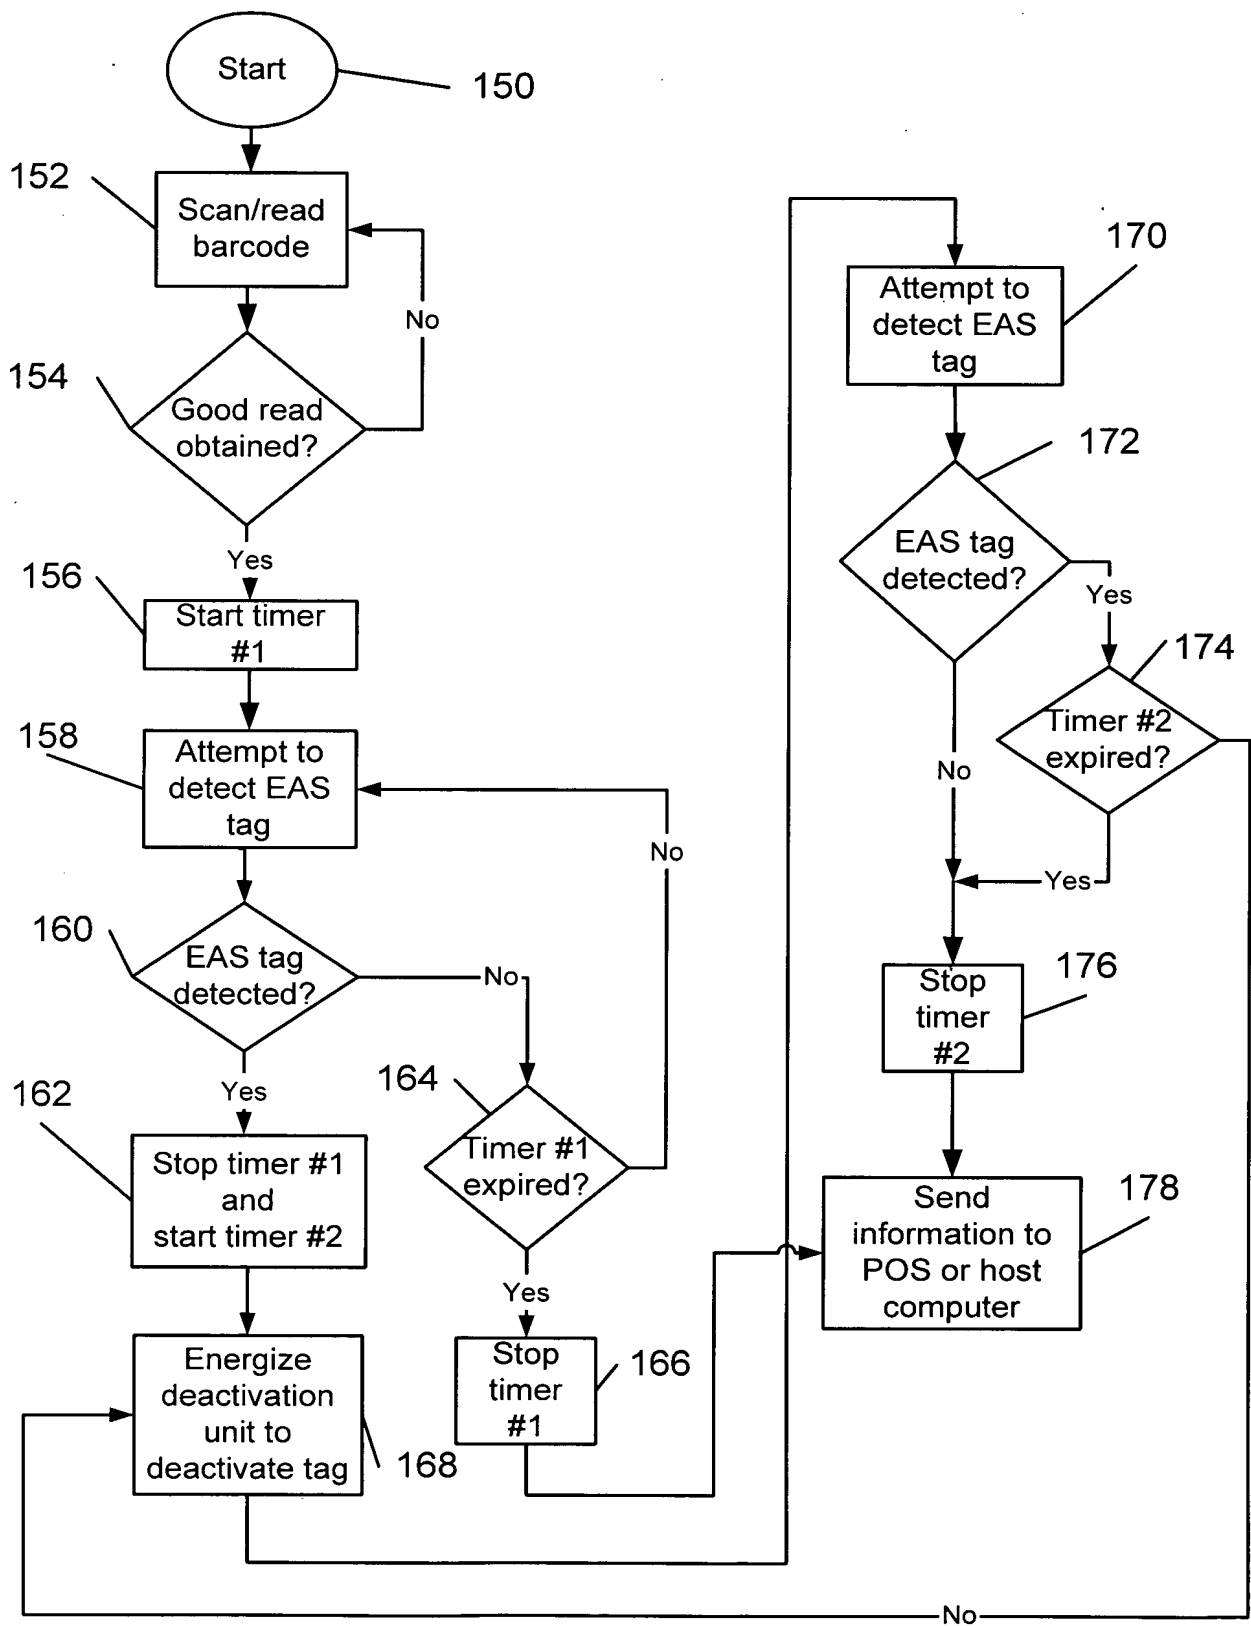 Start
150
152
Scan/read
barcode
No
154
Good read
obtained?
Yes
156
Start timer
#1
158
Attempt to
detect EAS
tag
No
160
EAS tag
detected?
No
Yes
162
Stop timer #1
and
start timer #2
164
Timer #1
expired?
Yes
Stop
timer
#1
166
Energize
deactivation
unit to
deactivate tag
168
170
Attempt to
detect EAS
tag
172
EAS tag
detected?
Yes
174
Timer #2
expired?
No
Yes
Stop
timer
#2
176
Send
information to
POS or host
computer
178
No